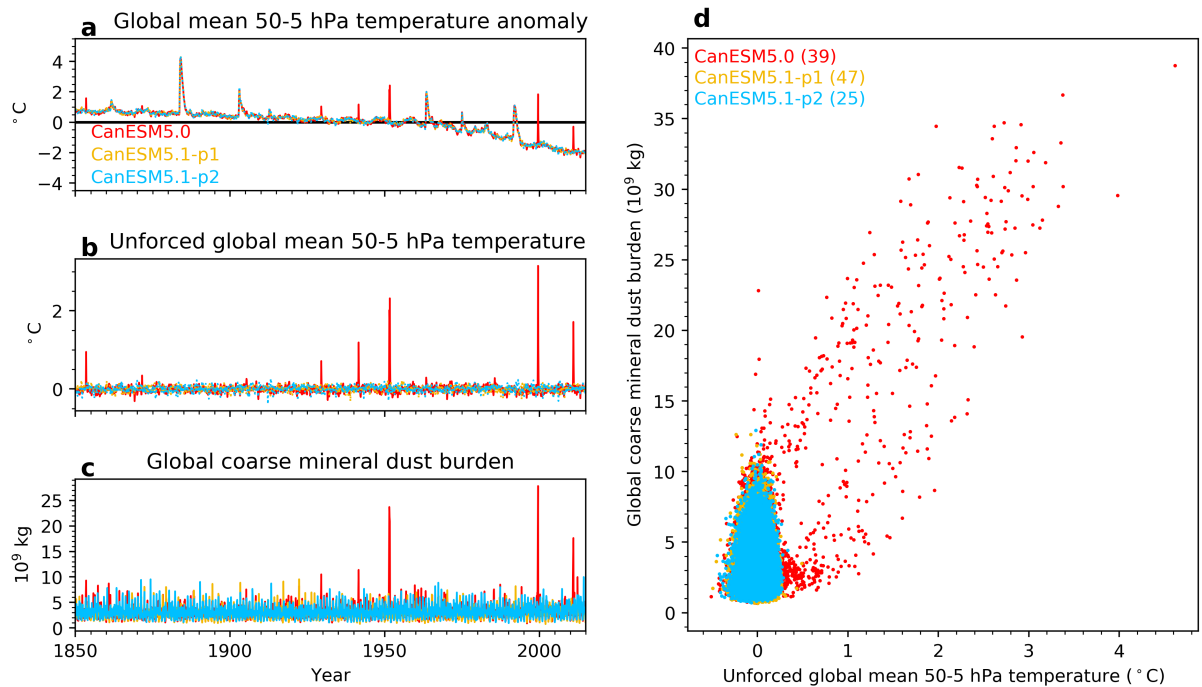 a Global mean 50-5 hPa temperature anomaly
4
2
0
−2
−4
°C
CanESM5.0
CanESM5.1-p1
CanESM5.1-p2
b Unforced global mean 50-5 hPa temperature
2
0
°C
c Global coarse mineral dust burden
25
20
15
10
5
0
10⁹ kg
1850 1900 1950 2000
Year
d
40
35
30
25
20
15
10
5
0
Global coarse mineral dust burden (10⁹ kg)
CanESM5.0 (39)
CanESM5.1-p1 (47)
CanESM5.1-p2 (25)
0 1 2 3 4
Unforced global mean 50-5 hPa temperature (°C)